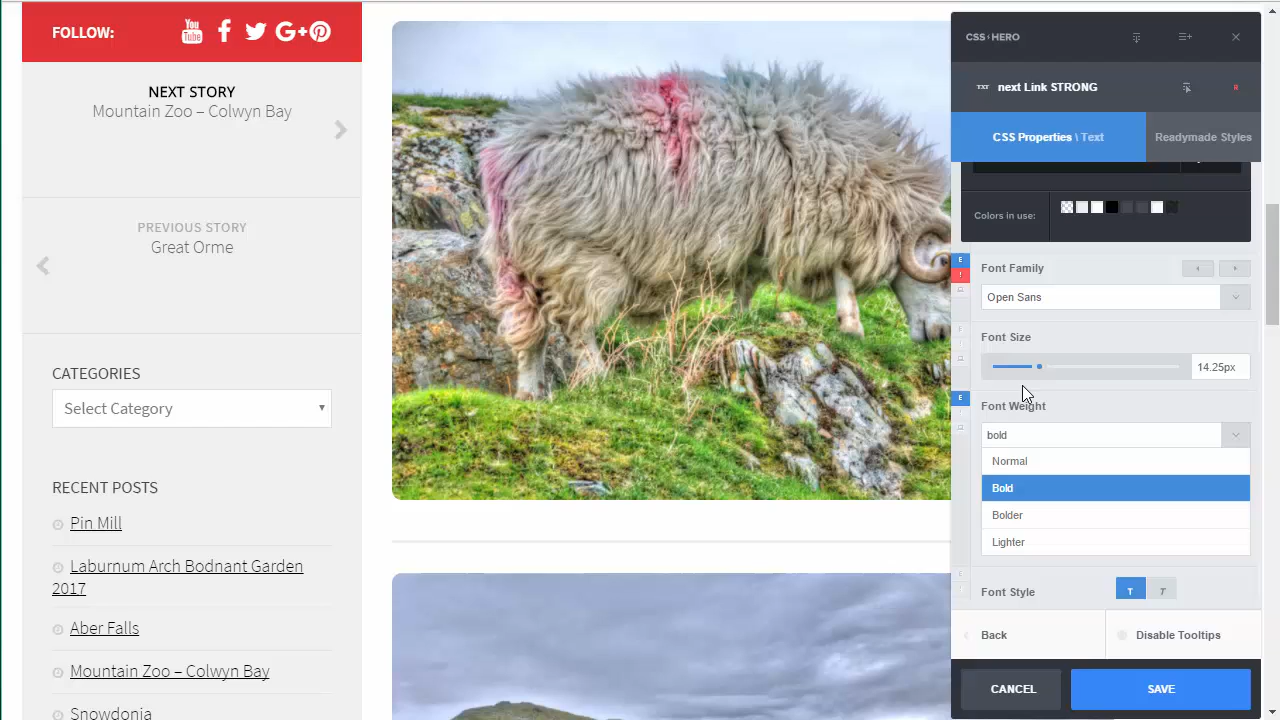 FOLLOW:
You
Tube
G+
NEXT STORY
Mountain Zoo – Colwyn Bay
PREVIOUS STORY
Great Orme
CATEGORIES
Select Category
RECENT POSTS
Pin Mill
Laburnum Arch Bodnant Garden
2017
Aber Falls
Mountain Zoo – Colwyn Bay
Snowdonia
CSS HERO
TXT next Link STRONG
CSS Properties \ Text
Readymade Styles
Colors in use:
Font Family
Open Sans
Font Size
14.25px
Font Weight
bold
Normal
Bold
Bolder
Lighter
Font Style
T T
Back
Disable Tooltips
CANCEL
SAVE